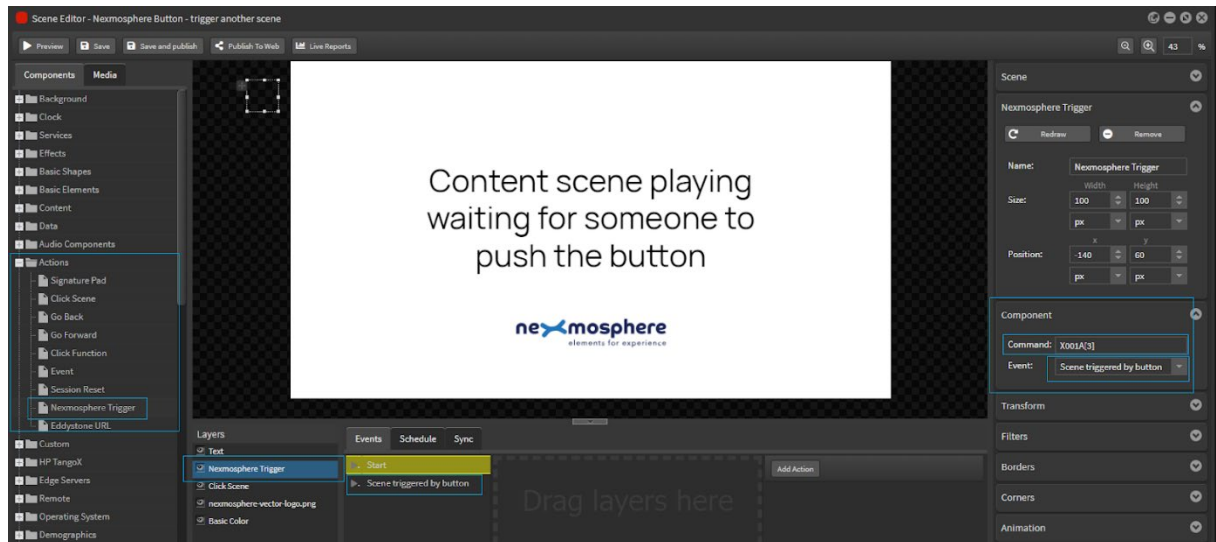 Scene Editor - Nexmosphere Button - trigger another scene
Preview Save Save and publish Publish To Web Live Reports 43 %
Components Media
Background
Clock
Services
Effects
Basic Shapes
Basic Elements
Content
Data
Audio Components
Actions
Signature Pad
Click Scene
Go Back
Go Forward
Click Function
Event
Session Reset
Nexmosphere Trigger
Eddystone URL
Custom
HP TangoX
Edge Servers
Remote
Operating System
Demographics
Content scene playing
waiting for someone to
push the button
nexmosphere
elements for experience
Layers
Text
Nexmosphere Trigger
Click Scene
nexmosphere-vector-logo.png
Basic Color
Events Schedule Sync
Start
Scene triggered by button
Drag layers here
Add Action
Scene
Nexmosphere Trigger
Redraw Remove
Name: Nexmosphere Trigger
Width Height
Size: 100 100
px px
x y
Position: -140 60
px px
Component
Command: X001A[3]
Event: Scene triggered by button
Transform
Filters
Borders
Corners
Animation